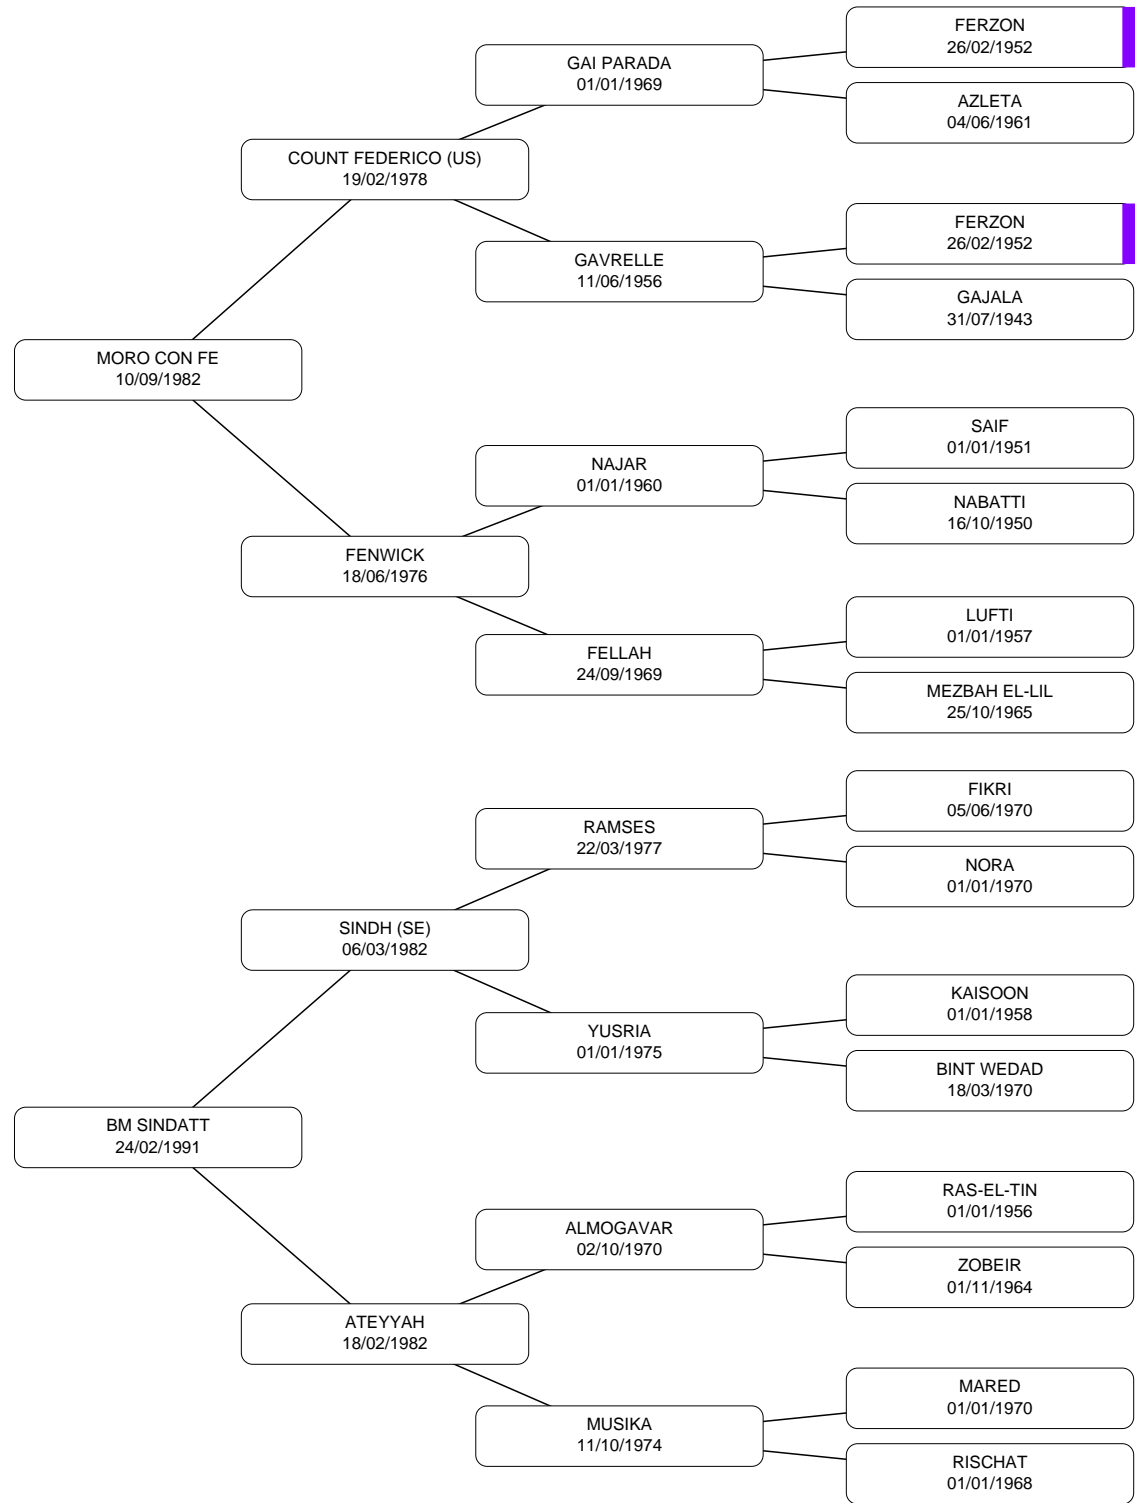 FERZON
26/02/1952
GAI PARADA
01/01/1969
AZLETA
04/06/1961
COUNT FEDERICO (US)
19/02/1978
FERZON
26/02/1952
GAVRELLE
11/06/1956
GAJALA
31/07/1943
MORO CON FE
10/09/1982
SAIF
01/01/1951
NAJAR
01/01/1960
NABATTI
16/10/1950
FENWICK
18/06/1976
LUFTI
01/01/1957
FELLAH
24/09/1969
MEZBAH EL-LIL
25/10/1965
FIKRI
05/06/1970
RAMSES
22/03/1977
NORA
01/01/1970
SINDH (SE)
06/03/1982
KAISOON
01/01/1958
YUSRIA
01/01/1975
BINT WEDAD
18/03/1970
BM SINDATT
24/02/1991
RAS-EL-TIN
01/01/1956
ALMOGAVAR
02/10/1970
ZOBEIR
01/11/1964
ATEYYAH
18/02/1982
MARED
01/01/1970
MUSIKA
11/10/1974
RISCHAT
01/01/1968